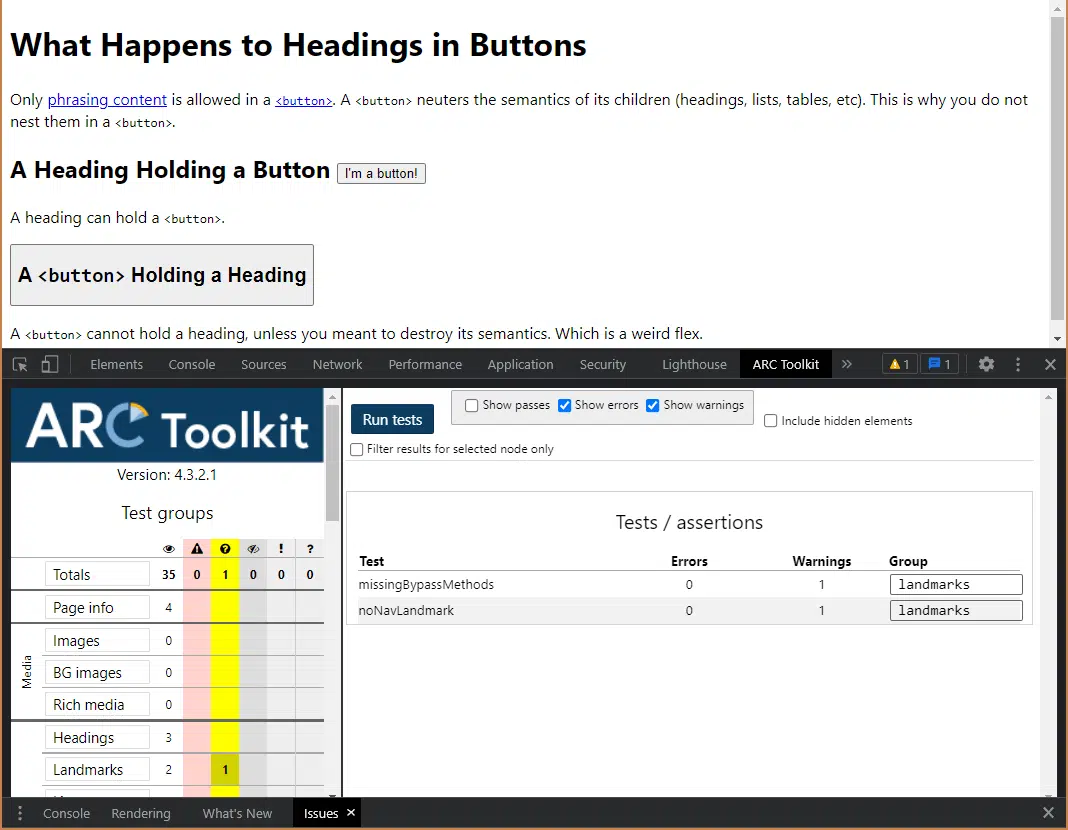 What Happens to Headings in Buttons
Only phrasing content is allowed in a <button>. A <button> neuters the semantics of its children (headings, lists, tables, etc). This is why you do not
nest them in a <button>.
A Heading Holding a Button I'm a button!
A heading can hold a <button>.
A <button> Holding a Heading
A <button> cannot hold a heading, unless you meant to destroy its semantics. Which is a weird flex.
Elements Console Sources Network Performance Application Security Lighthouse ARC Toolkit » 1 1
ARC Toolkit
Version: 4.3.2.1
Test groups
! ?
Totals 35 0 1 0 0 0
Page info 4
Media
Images 0
BG images 0
Rich media 0
Headings 3
Landmarks 2 1
Run tests
Show passes Show errors Show warnings
Include hidden elements
Filter results for selected node only
Tests / assertions
Test Errors Warnings Group
missingBypassMethods 0 1 landmarks
noNavLandmark 0 1 landmarks
Console Rendering What's New Issues